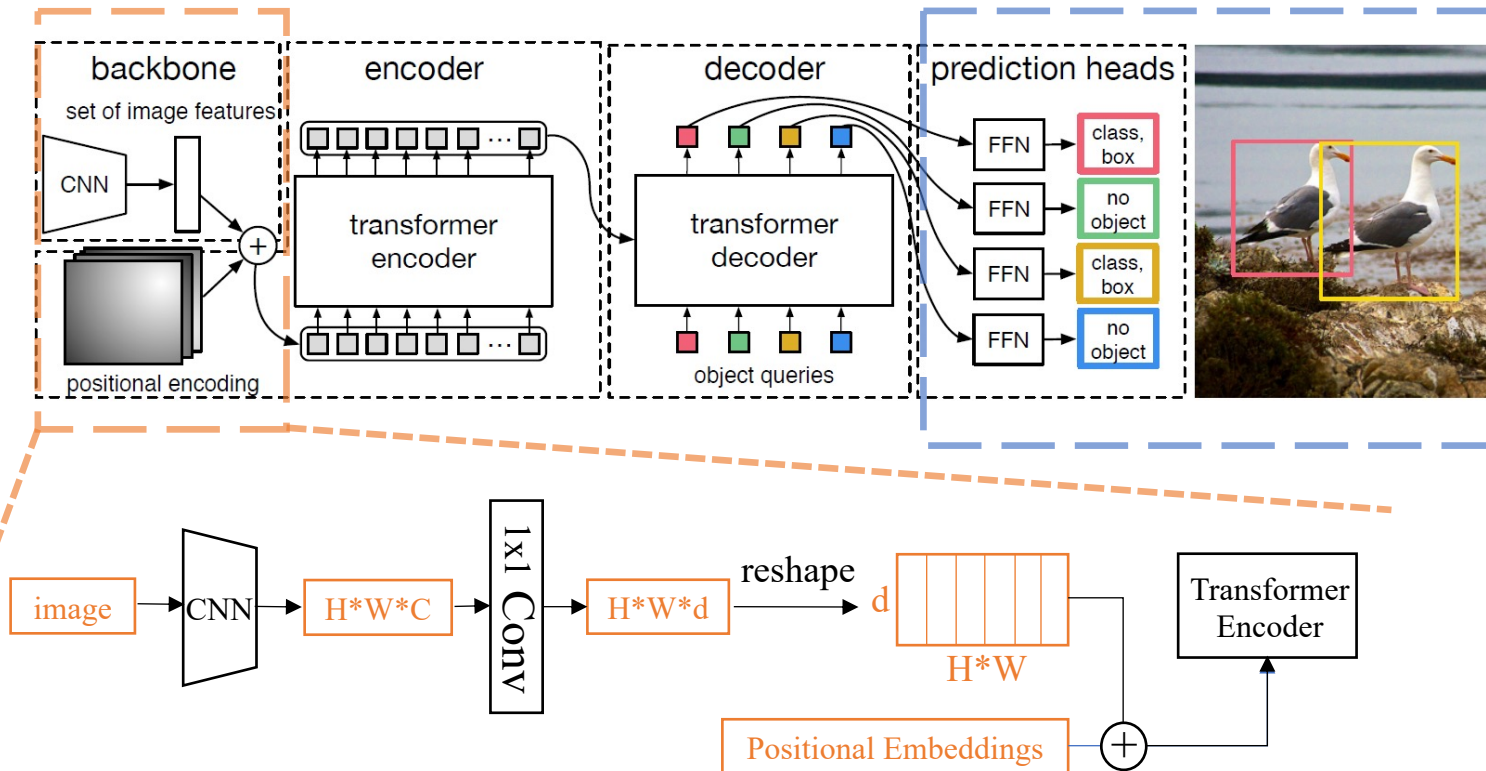 backbone
set of image features
CNN
+
positional encoding
encoder
...
transformer
encoder
...
decoder
transformer
decoder
object queries
prediction heads
FFN
class,
box
FFN
no
object
FFN
class,
box
FFN
no
object
image
CNN
H*W*C
1x1 Conv
H*W*d
reshape
d
H*W
Transformer
Encoder
Positional Embeddings
+